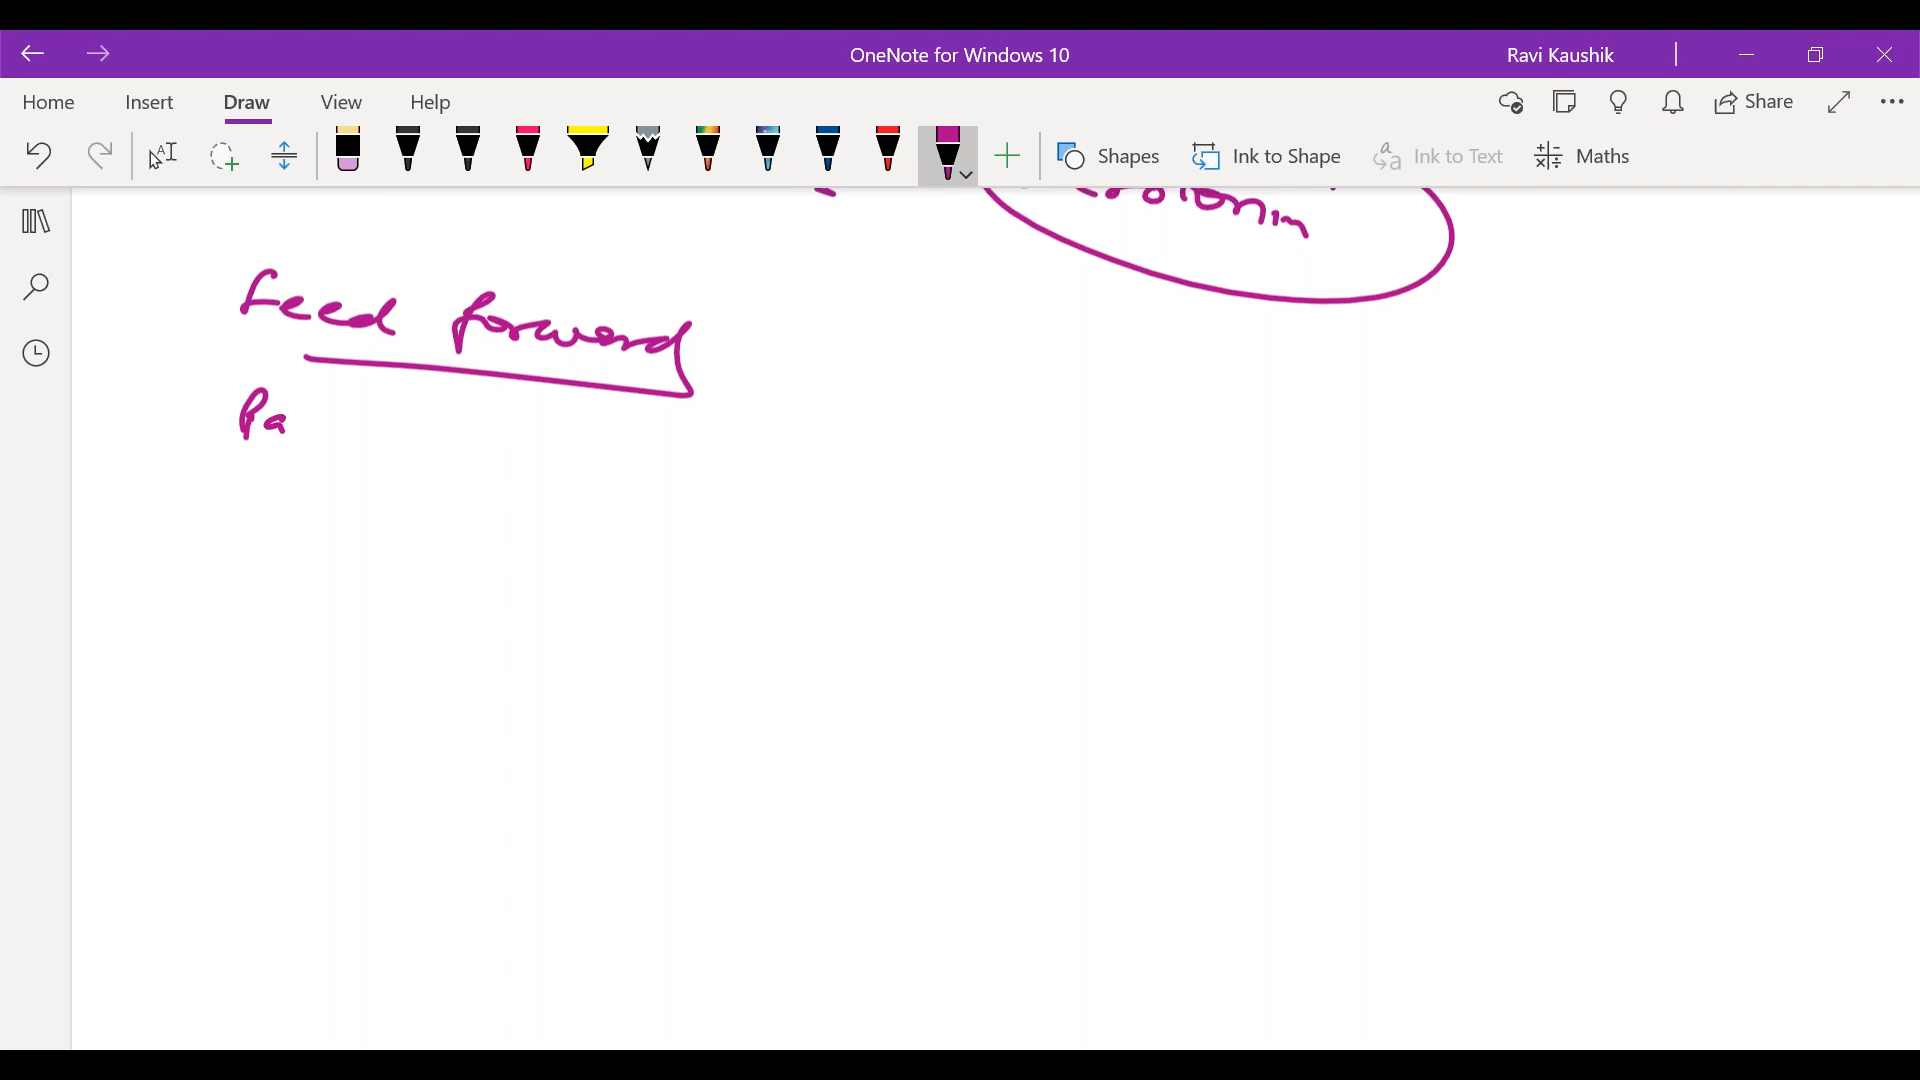 OneNote for Windows 10
Ravi Kaushik
Home Insert Draw View Help
Share
Shapes
Ink to Shape
Ink to Text
Maths
feed forward
Pa